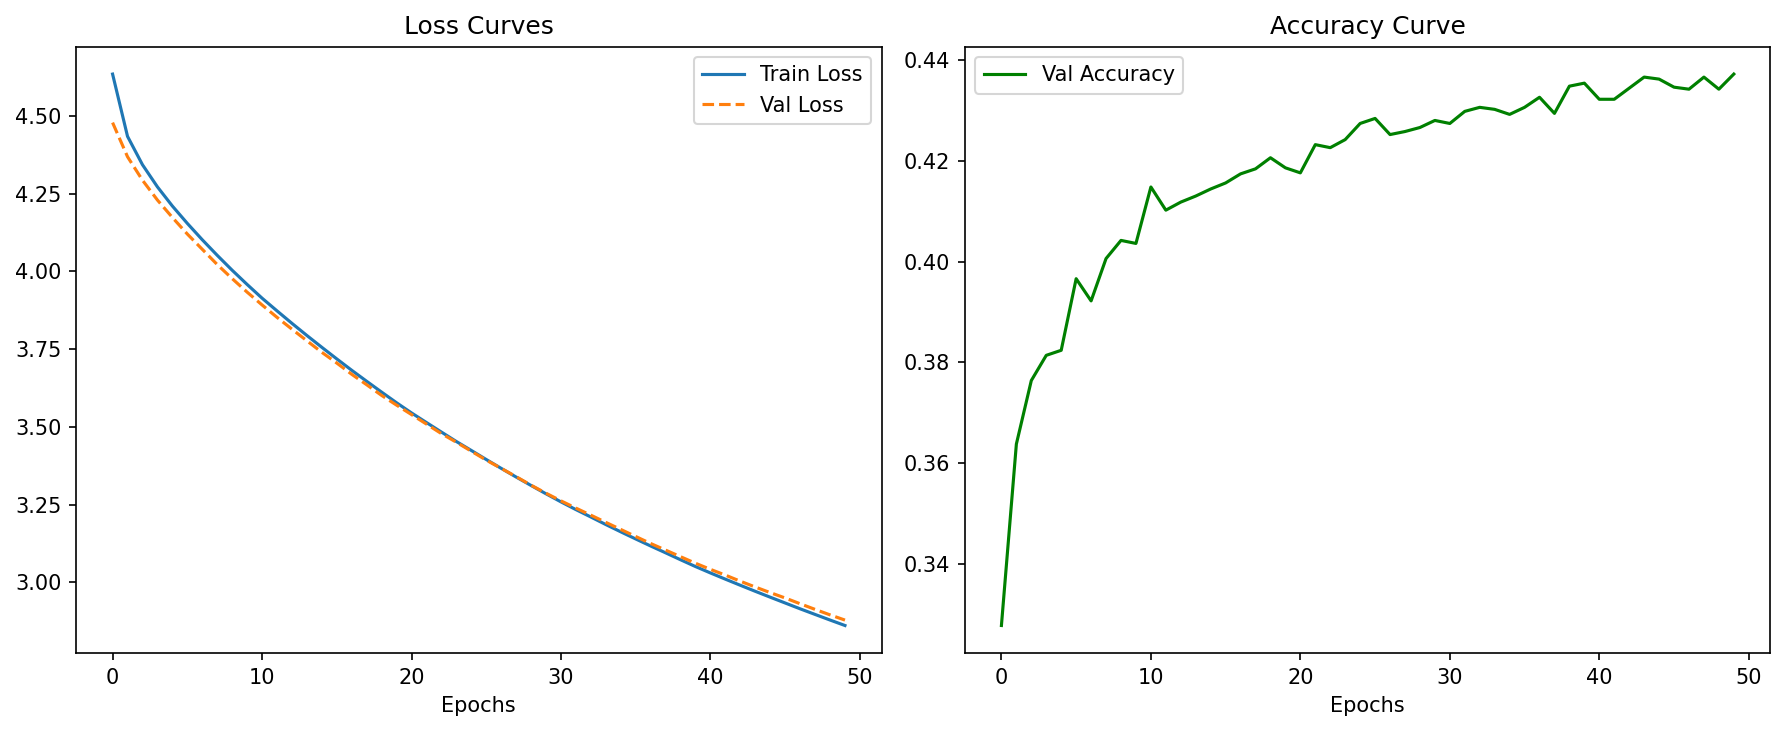 Loss Curves
Train Loss
Val Loss
4.50
4.25
4.00
3.75
3.50
3.25
3.00
0 10 20 30 40 50
Epochs
Accuracy Curve
Val Accuracy
0.44
0.42
0.40
0.38
0.36
0.34
0 10 20 30 40 50
Epochs